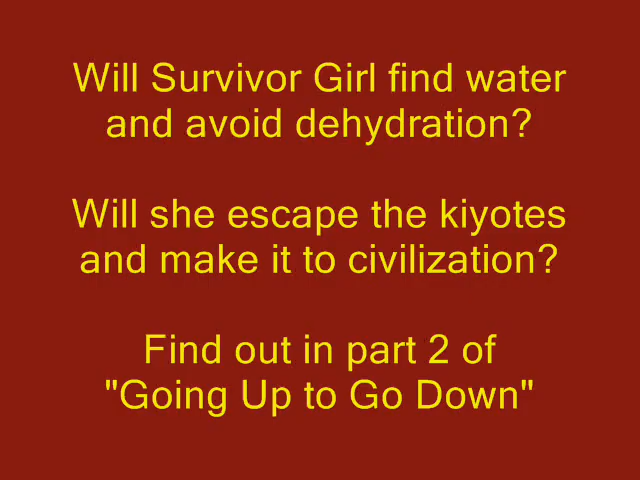 Will Survivor Girl find water
and avoid dehydration?
Will she escape the kiyotes
and make it to civilization?
Find out in part 2 of
"Going Up to Go Down"